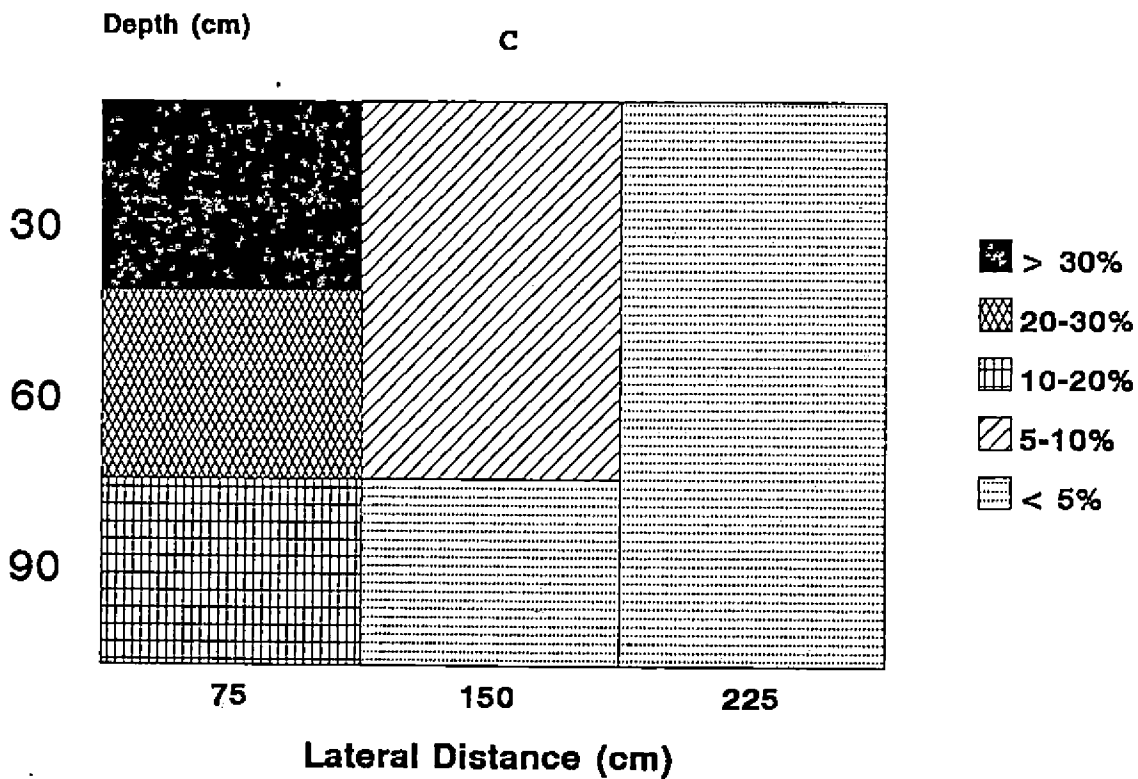 Depth (cm)
C
30
60
90
> 30%
20-30%
10-20%
5-10%
< 5%
75 150 225
Lateral Distance (cm)